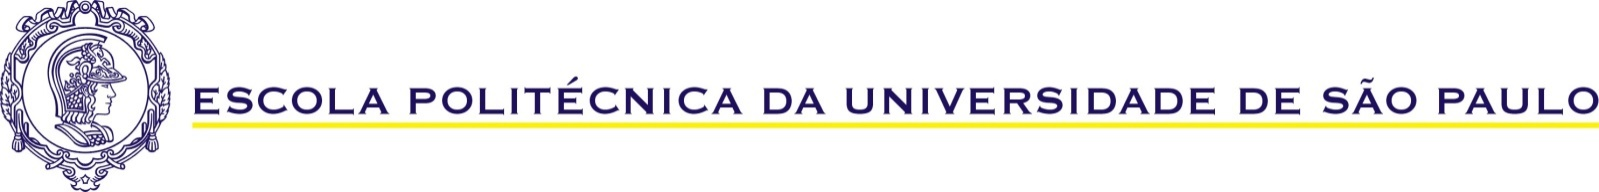 ESCOLA POLITÉCNICA DA UNIVERSIDADE DE SÃO PAULO